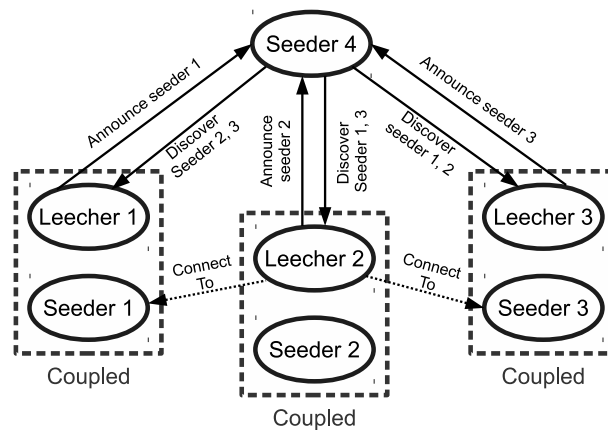 Seeder 4
Announce seeder 1
Discover
Seeder 2, 3
Announce
seeder 2
Discover
Seeder 1, 3
Discover
seeder 1, 2
Announce seeder 3
Leecher 1
Leecher 2
Leecher 3
Connect
To
Connect
To
Seeder 1
Seeder 2
Seeder 3
Coupled
Coupled
Coupled